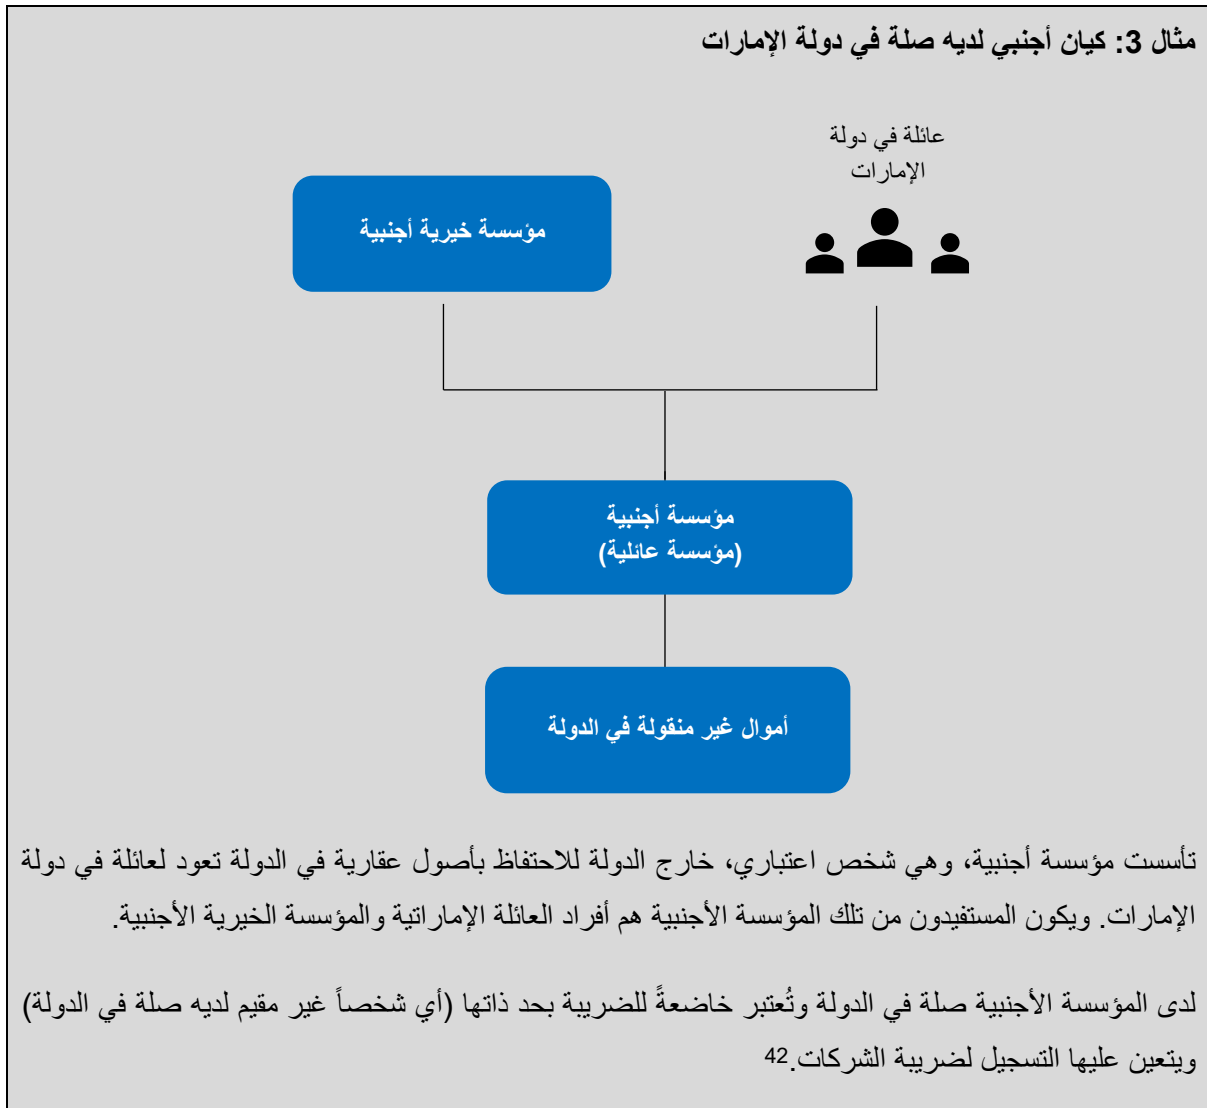 مثال 3: كيان أجنبي لديه صلة في دولة الإمارات
عائلة في دولة
الإمارات
مؤسسة خيرية أجنبية
مؤسسة أجنبية
(مؤسسة عائلية)
أموال غير منقولة في الدولة
تأسست مؤسسة أجنبية، وهي شخص اعتباري، خارج الدولة للاحتفاظ بأصول عقارية في الدولة تعود لعائلة في دولة
الإمارات. ويكون المستفيدون من تلك المؤسسة الأجنبية هم أفراد العائلة الإماراتية والمؤسسة الخيرية الأجنبية.
لدى المؤسسة الأجنبية صلة في الدولة وتُعتبر خاضعةً للضريبة بحد ذاتها (أي شخصاً غير مقيم لديه صلة في الدولة)
ويتعين عليها التسجيل لضريبة الشركات.42